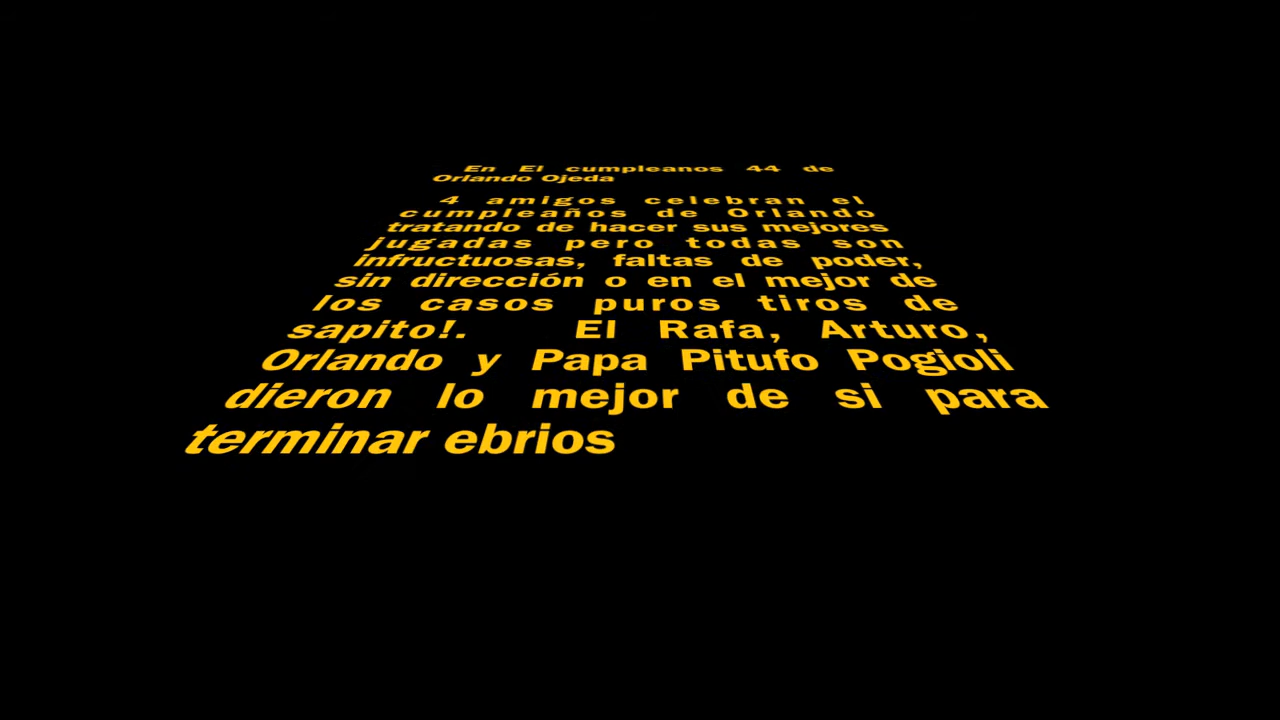 En El cumpleanos 44 de
Orlando Ojeda
4 amigos celebran el
cumpleaños de Orlando
tratando de hacer sus mejores
jugadas pero todas son
infructuosas, faltas de poder,
sin dirección o en el mejor de
los casos puros tiros de
sapito!. El Rafa, Arturo,
Orlando y Papa Pitufo Pogioli
dieron lo mejor de si para
terminar ebrios